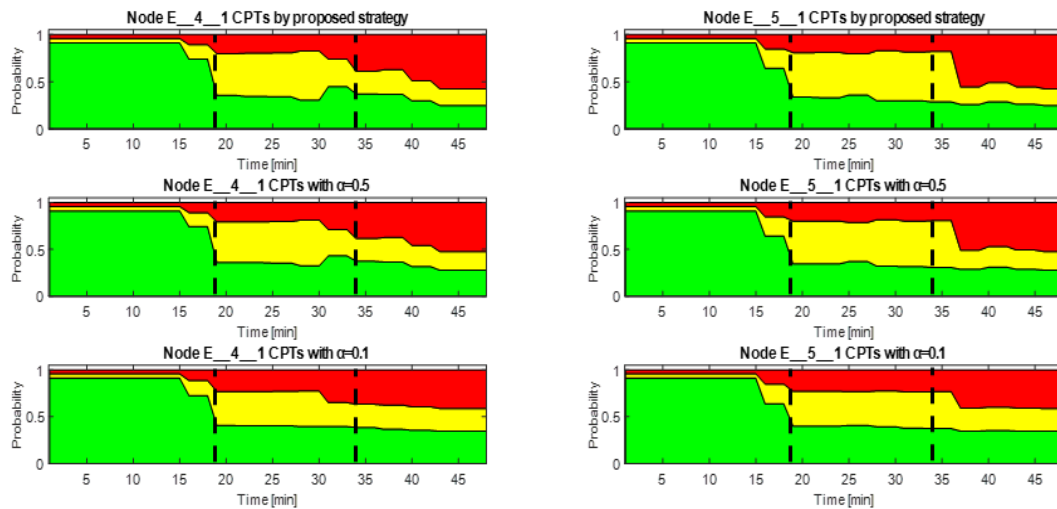 Node E__4__1 CPTs by proposed strategy
Probability
1
0.5
0
5 10 15 20 25 30 35 40 45
Time [min]
Node E__5__1 CPTs by proposed strategy
Probability
1
0.5
0
5 10 15 20 25 30 35 40 45
Time [min]
Node E__4__1 CPTs with α=0.5
Probability
1
0.5
0
5 10 15 20 25 30 35 40 45
Time [min]
Node E__5__1 CPTs with α=0.5
Probability
1
0.5
0
5 10 15 20 25 30 35 40 45
Time [min]
Node E__4__1 CPTs with α=0.1
Probability
1
0.5
0
5 10 15 20 25 30 35 40 45
Time [min]
Node E__5__1 CPTs with α=0.1
Probability
1
0.5
0
5 10 15 20 25 30 35 40 45
Time [min]